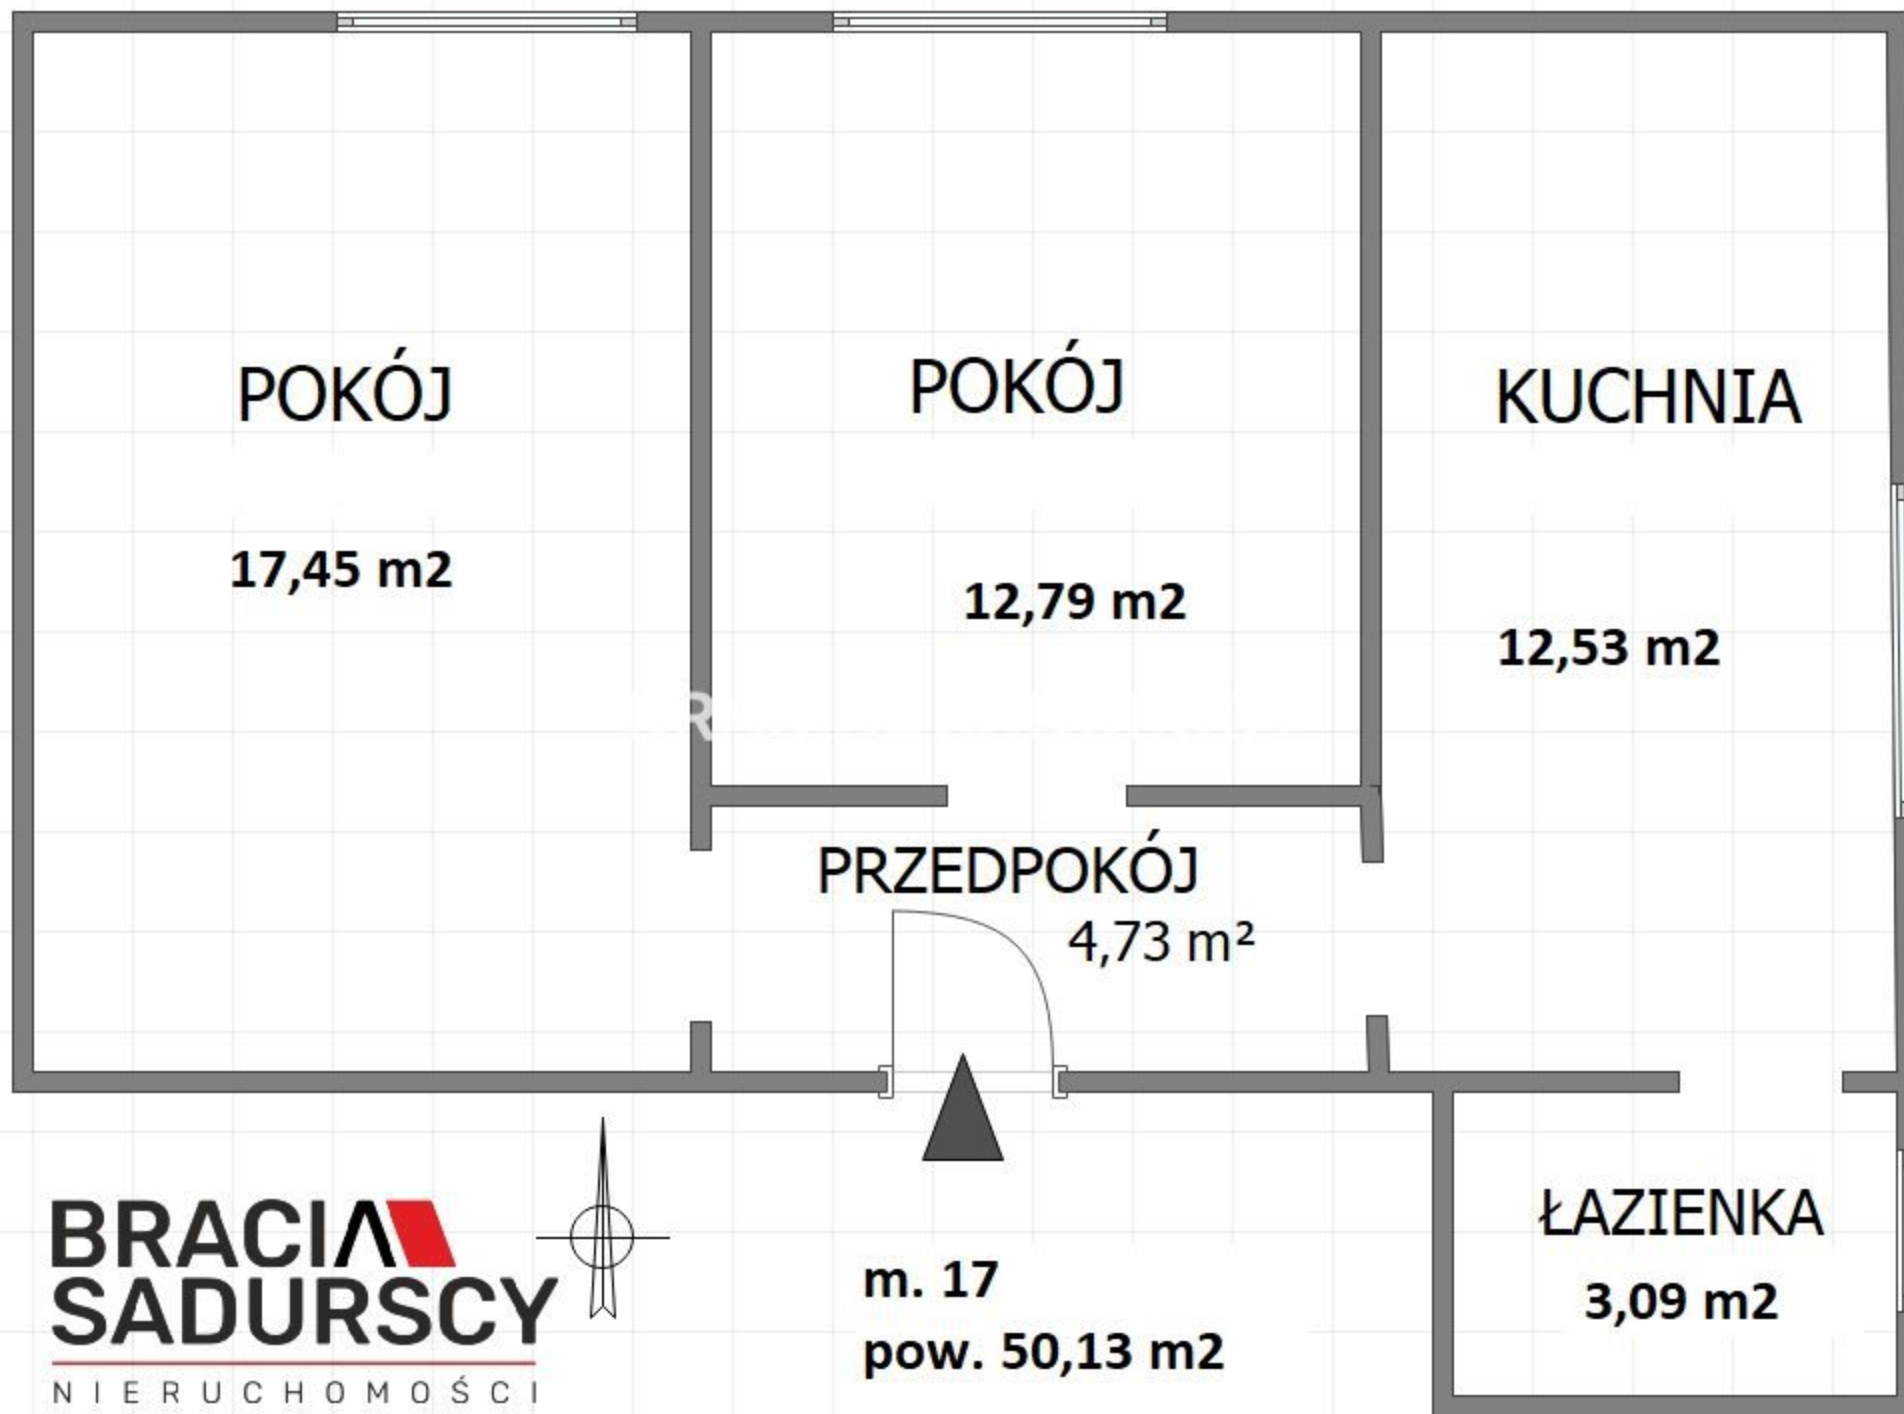 POKÓJ
17,45 m2
POKÓJ
12,79 m2
KUCHNIA
12,53 m2
PRZEDPOKÓJ
4,73 m²
ŁAZIENKA
3,09 m2
m. 17
pow. 50,13 m2
BRACIA
SADURSCY
NIERUCHOMOŚCI